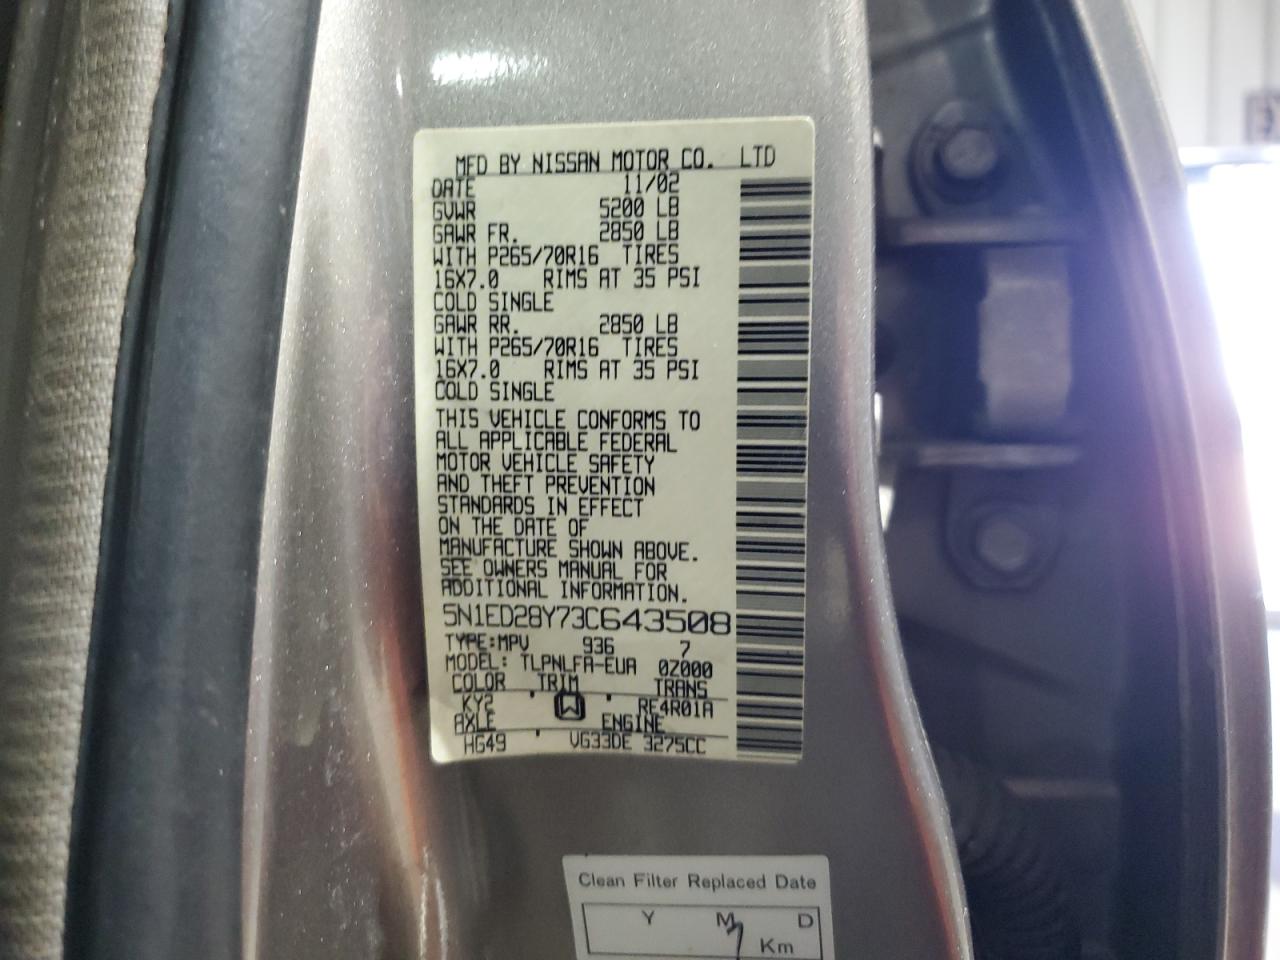 MFD BY NISSAN MOTOR CO. LTD
DATE 11/02
GVWR 5200 LB
GAWR FR. 2850 LB
WITH P265/70R16 TIRES
16X7.0 RIMS AT 35 PSI
COLD SINGLE
GAWR RR. 2850 LB
WITH P265/70R16 TIRES
16X7.0 RIMS AT 35 PSI
COLD SINGLE
THIS VEHICLE CONFORMS TO
ALL APPLICABLE FEDERAL
MOTOR VEHICLE SAFETY
AND THEFT PREVENTION
STANDARDS IN EFFECT
ON THE DATE OF
MANUFACTURE SHOWN ABOVE.
SEE OWNERS MANUAL FOR
ADDITIONAL INFORMATION.
5N1ED28Y73C643508
TYPE:MPV 936 7
MODEL: TLPNLFA-EUA 0Z000
COLOR TRIM TRANS
KY2 W RE4R01A
AXLE ENGINE
HG49 VG33DE 3275CC
Clean Filter Replaced Date
Y M D
Km